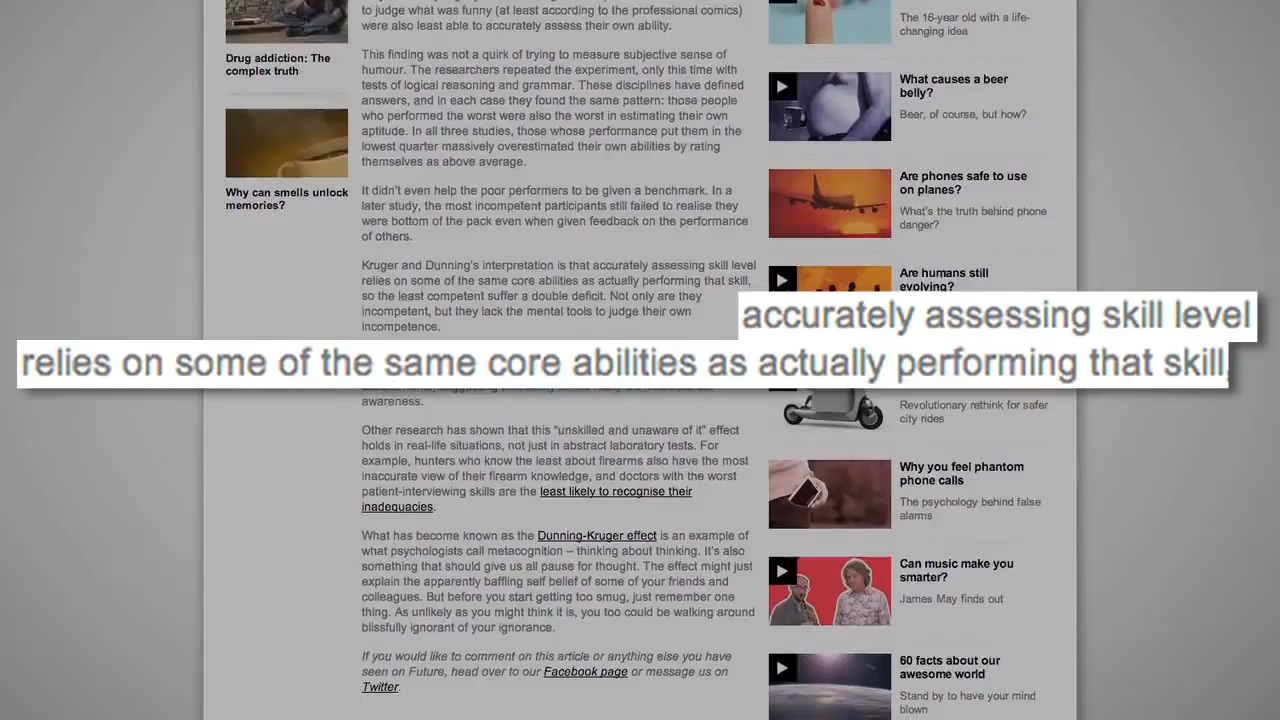 Drug addiction: The
complex truth
Why can smells unlock
memories?
to judge what was funny (at least according to the professional comics)
were also least able to accurately assess their own ability.
This finding was not a quirk of trying to measure subjective sense of
humour. The researchers repeated the experiment, only this time with
tests of logical reasoning and grammar. These disciplines have defined
answers, and in each case they found the same pattern: those people
who performed the worst were also the worst in estimating their own
aptitude. In all three studies, those whose performance put them in the
lowest quarter massively overestimated their own abilities by rating
themselves as above average.
It didn't even help the poor performers to be given a benchmark. In a
later study, the most incompetent participants still failed to realise they
were bottom of the pack even when given feedback on the performance
of others.
Kruger and Dunning's interpretation is that accurately assessing skill level
relies on some of the same core abilities as actually performing that skill,
so the least competent suffer a double deficit. Not only are they
incompetent, but they lack the mental tools to judge their own
incompetence.
accurately assessing skill level
relies on some of the same core abilities as actually performing that skill,
awareness.
Other research has shown that this "unskilled and unaware of it" effect
holds in real-life situations, not just in abstract laboratory tests. For
example, hunters who know the least about firearms also have the most
inaccurate view of their firearm knowledge, and doctors with the worst
patient-interviewing skills are the least likely to recognise their
inadequacies.
What has become known as the Dunning-Kruger effect is an example of
what psychologists call metacognition – thinking about thinking. It's also
something that should give us all pause for thought. The effect might just
explain the apparently baffling self belief of some of your friends and
colleagues. But before you start getting too smug, just remember one
thing. As unlikely as you might think it is, you too could be walking around
blissfully ignorant of your ignorance.
If you would like to comment on this article or anything else you have
seen on Future, head over to our Facebook page or message us on
Twitter.
The 16-year old with a life-
changing idea
What causes a beer
belly?
Beer, of course, but how?
Are phones safe to use
on planes?
What's the truth behind phone
danger?
Are humans still
evolving?
Revolutionary rethink for safer
city rides
Why you feel phantom
phone calls
The psychology behind false
alarms
Can music make you
smarter?
James May finds out
60 facts about our
awesome world
Stand by to have your mind
blown